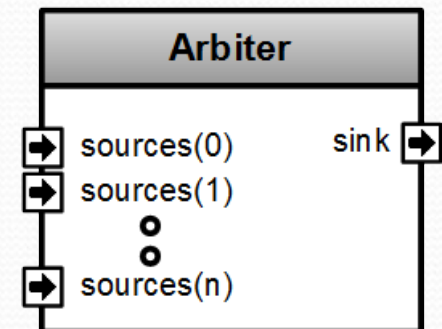 Arbiter
sources(0)
sink
sources(1)
sources(n)